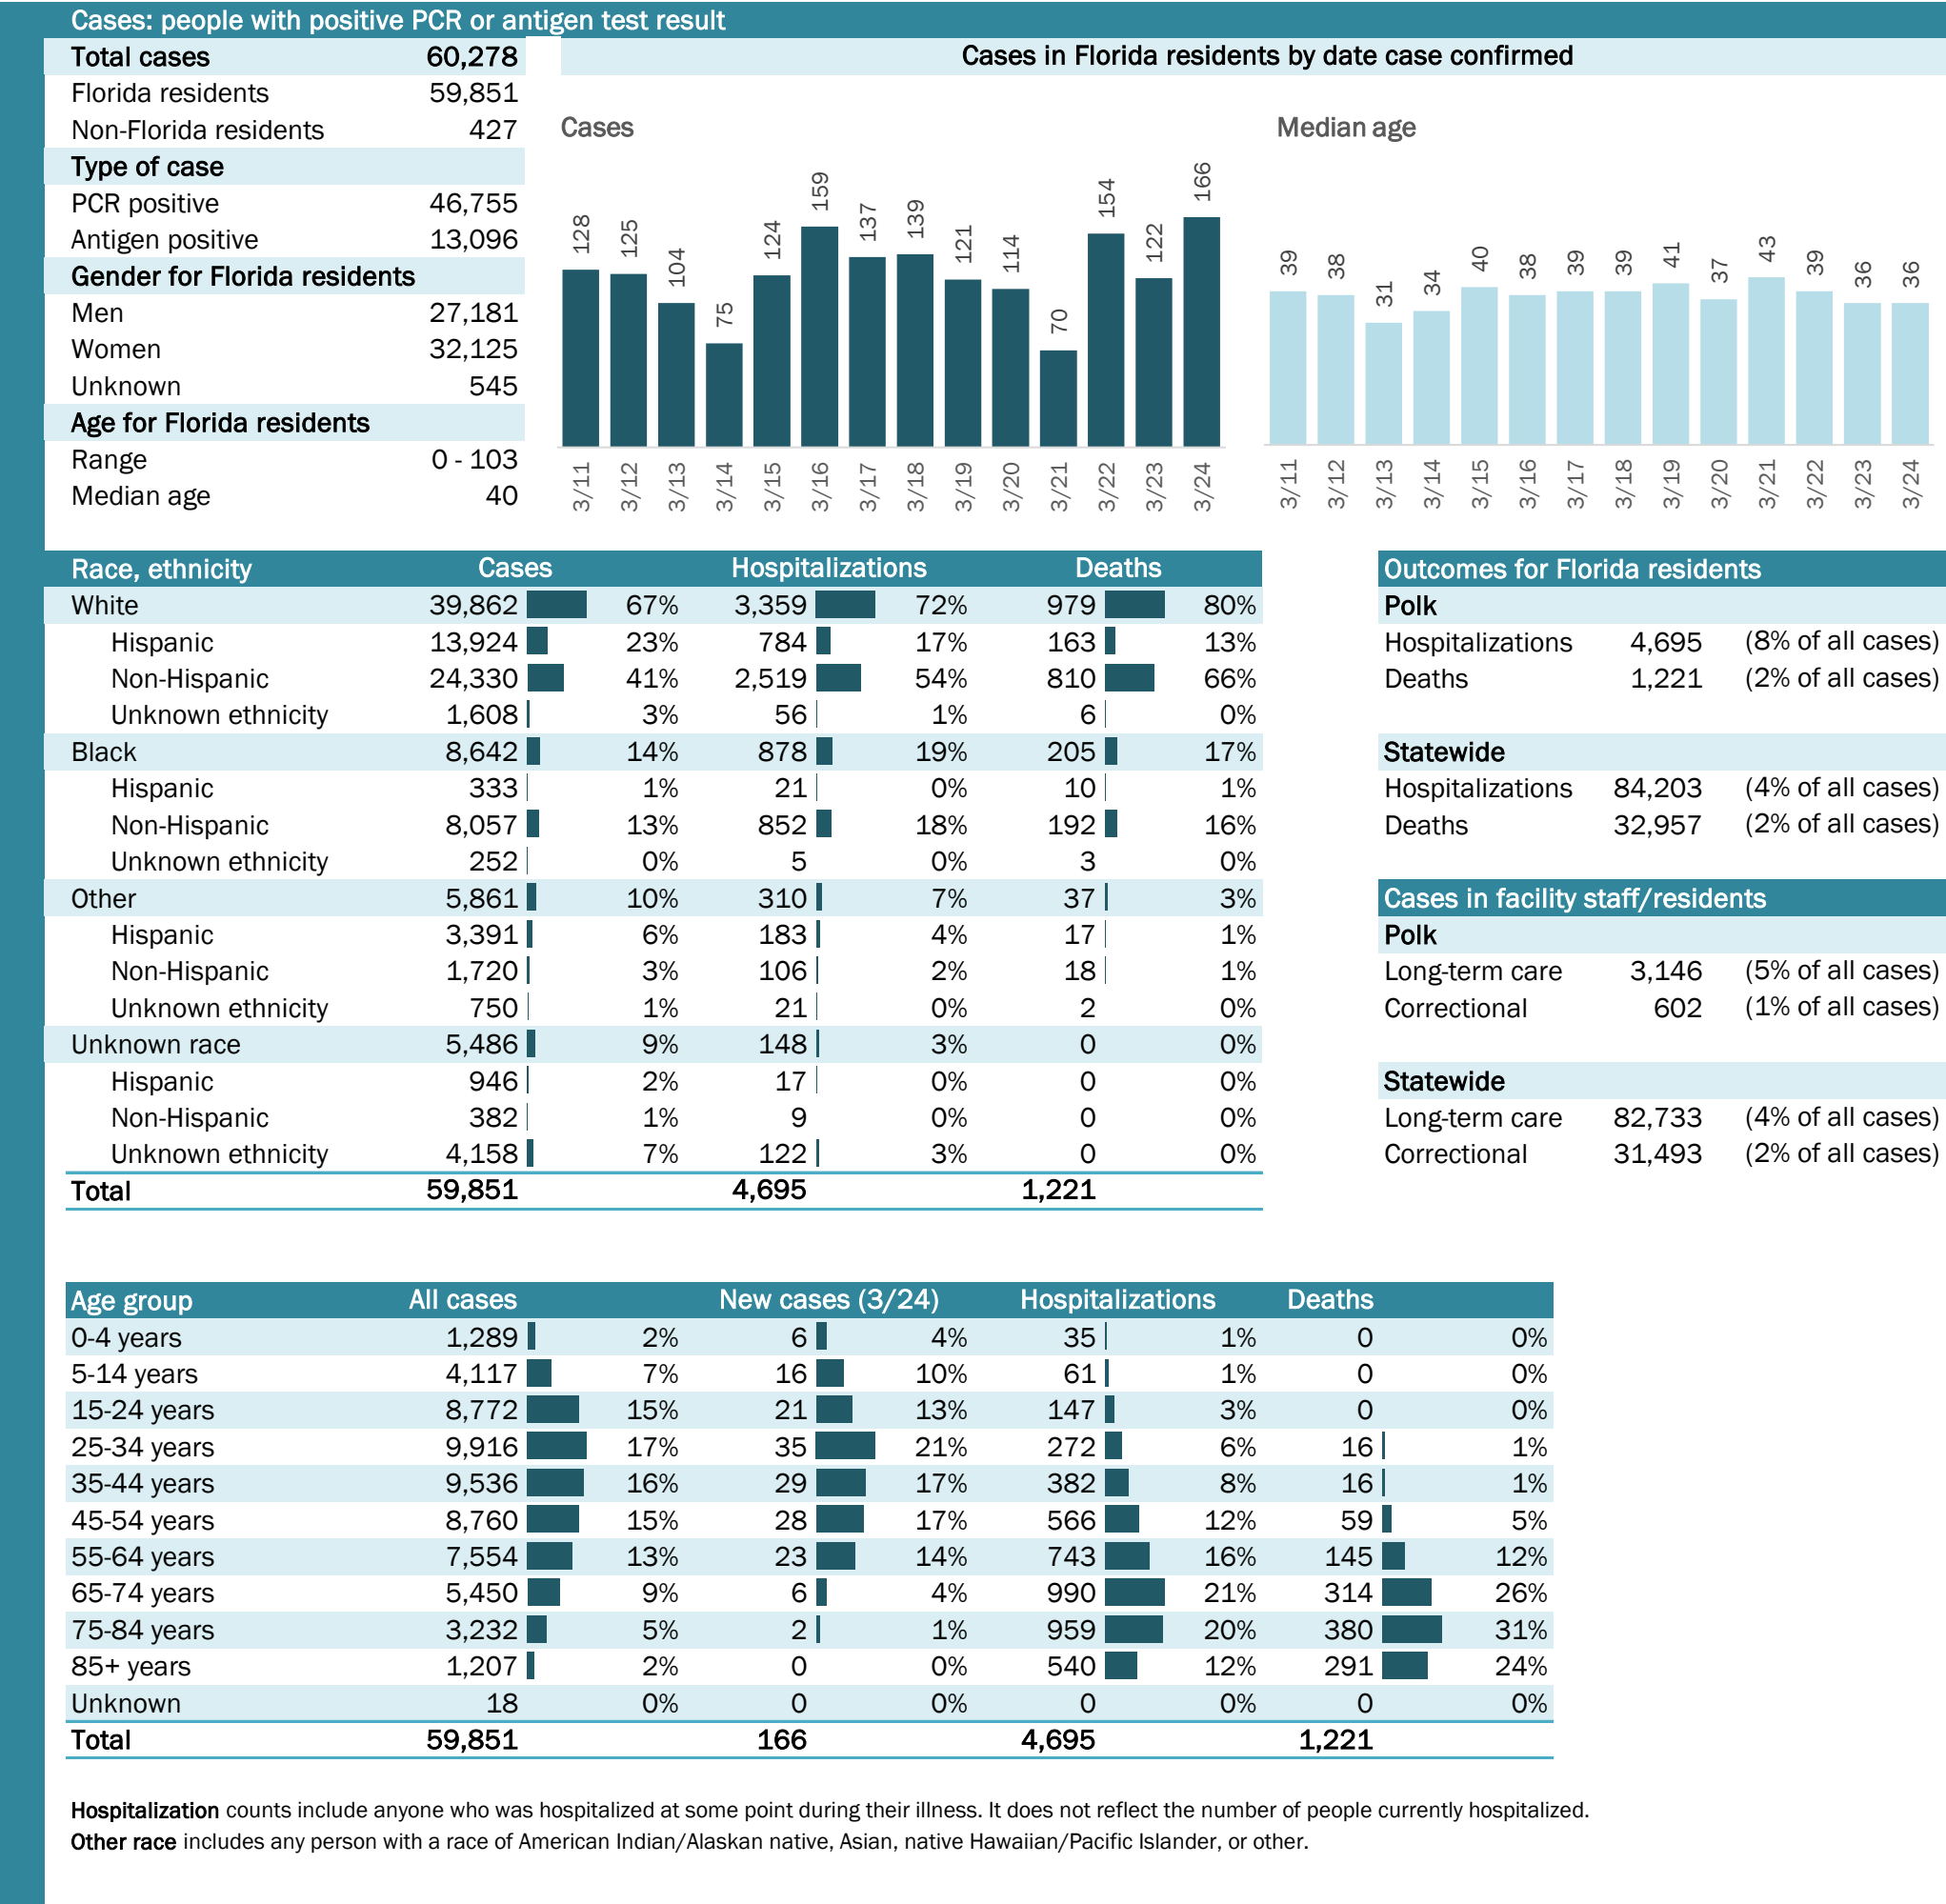 Cases: people with positive PCR or antigen test result
Total cases 60,278
Florida residents 59,851
Non-Florida residents 427
Type of case
PCR positive 46,755
Antigen positive 13,096
Gender for Florida residents
Men 27,181
Women 32,125
Unknown 545
Age for Florida residents
Range 0 - 103
Median age 40
Cases in Florida residents by date case confirmed
Cases
128 125 104 75 124 159 137 139 121 114 70 154 122 166
3/11 3/12 3/13 3/14 3/15 3/16 3/17 3/18 3/19 3/20 3/21 3/22 3/23 3/24
Median age
39 38 31 34 40 38 39 39 41 37 43 39 36 36
3/11 3/12 3/13 3/14 3/15 3/16 3/17 3/18 3/19 3/20 3/21 3/22 3/23 3/24
Race, ethnicity Cases Hospitalizations Deaths
White 39,862 67% 3,359 72% 979 80%
Hispanic 13,924 23% 784 17% 163 13%
Non-Hispanic 24,330 41% 2,519 54% 810 66%
Unknown ethnicity 1,608 3% 56 1% 6 0%
Black 8,642 14% 878 19% 205 17%
Hispanic 333 1% 21 0% 10 1%
Non-Hispanic 8,057 13% 852 18% 192 16%
Unknown ethnicity 252 0% 5 0% 3 0%
Other 5,861 10% 310 7% 37 3%
Hispanic 3,391 6% 183 4% 17 1%
Non-Hispanic 1,720 3% 106 2% 18 1%
Unknown ethnicity 750 1% 21 0% 2 0%
Unknown race 5,486 9% 148 3% 0 0%
Hispanic 946 2% 17 0% 0 0%
Non-Hispanic 382 1% 9 0% 0 0%
Unknown ethnicity 4,158 7% 122 3% 0 0%
Total 59,851 4,695 1,221
Outcomes for Florida residents
Polk
Hospitalizations 4,695 (8% of all cases)
Deaths 1,221 (2% of all cases)
Statewide
Hospitalizations 84,203 (4% of all cases)
Deaths 32,957 (2% of all cases)
Cases in facility staff/residents
Polk
Long-term care 3,146 (5% of all cases)
Correctional 602 (1% of all cases)
Statewide
Long-term care 82,733 (4% of all cases)
Correctional 31,493 (2% of all cases)
Age group All cases New cases (3/24) Hospitalizations Deaths
0-4 years 1,289 2% 6 4% 35 1% 0 0%
5-14 years 4,117 7% 16 10% 61 1% 0 0%
15-24 years 8,772 15% 21 13% 147 3% 0 0%
25-34 years 9,916 17% 35 21% 272 6% 16 1%
35-44 years 9,536 16% 29 17% 382 8% 16 1%
45-54 years 8,760 15% 28 17% 566 12% 59 5%
55-64 years 7,554 13% 23 14% 743 16% 145 12%
65-74 years 5,450 9% 6 4% 990 21% 314 26%
75-84 years 3,232 5% 2 1% 959 20% 380 31%
85+ years 1,207 2% 0 0% 540 12% 291 24%
Unknown 18 0% 0 0% 0 0% 0 0%
Total 59,851 166 4,695 1,221
Hospitalization counts include anyone who was hospitalized at some point during their illness. It does not reflect the number of people currently hospitalized.
Other race includes any person with a race of American Indian/Alaskan native, Asian, native Hawaiian/Pacific Islander, or other.